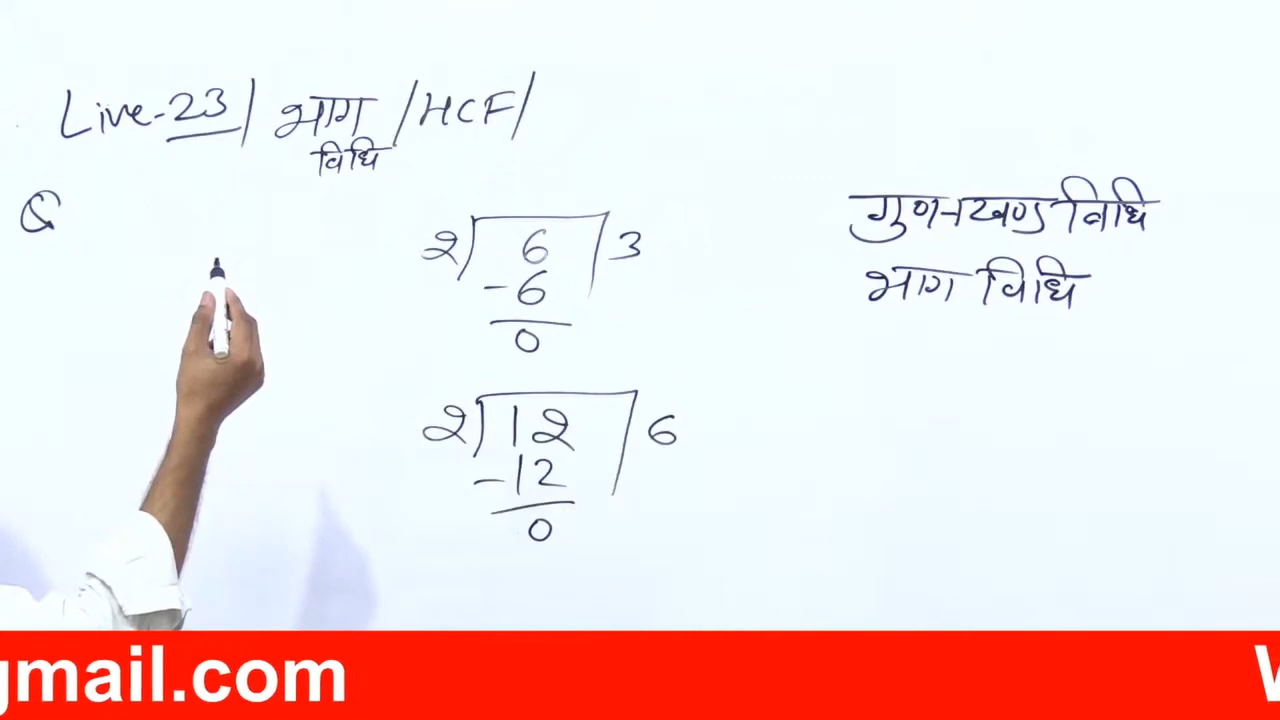 Live-23 / भाग विधि / HCF /
Q
2) 6 / 3
-6
0
2) 12 / 6
-12
0
गुणनखण्ड विधि
भाग विधि
gmail.com
W